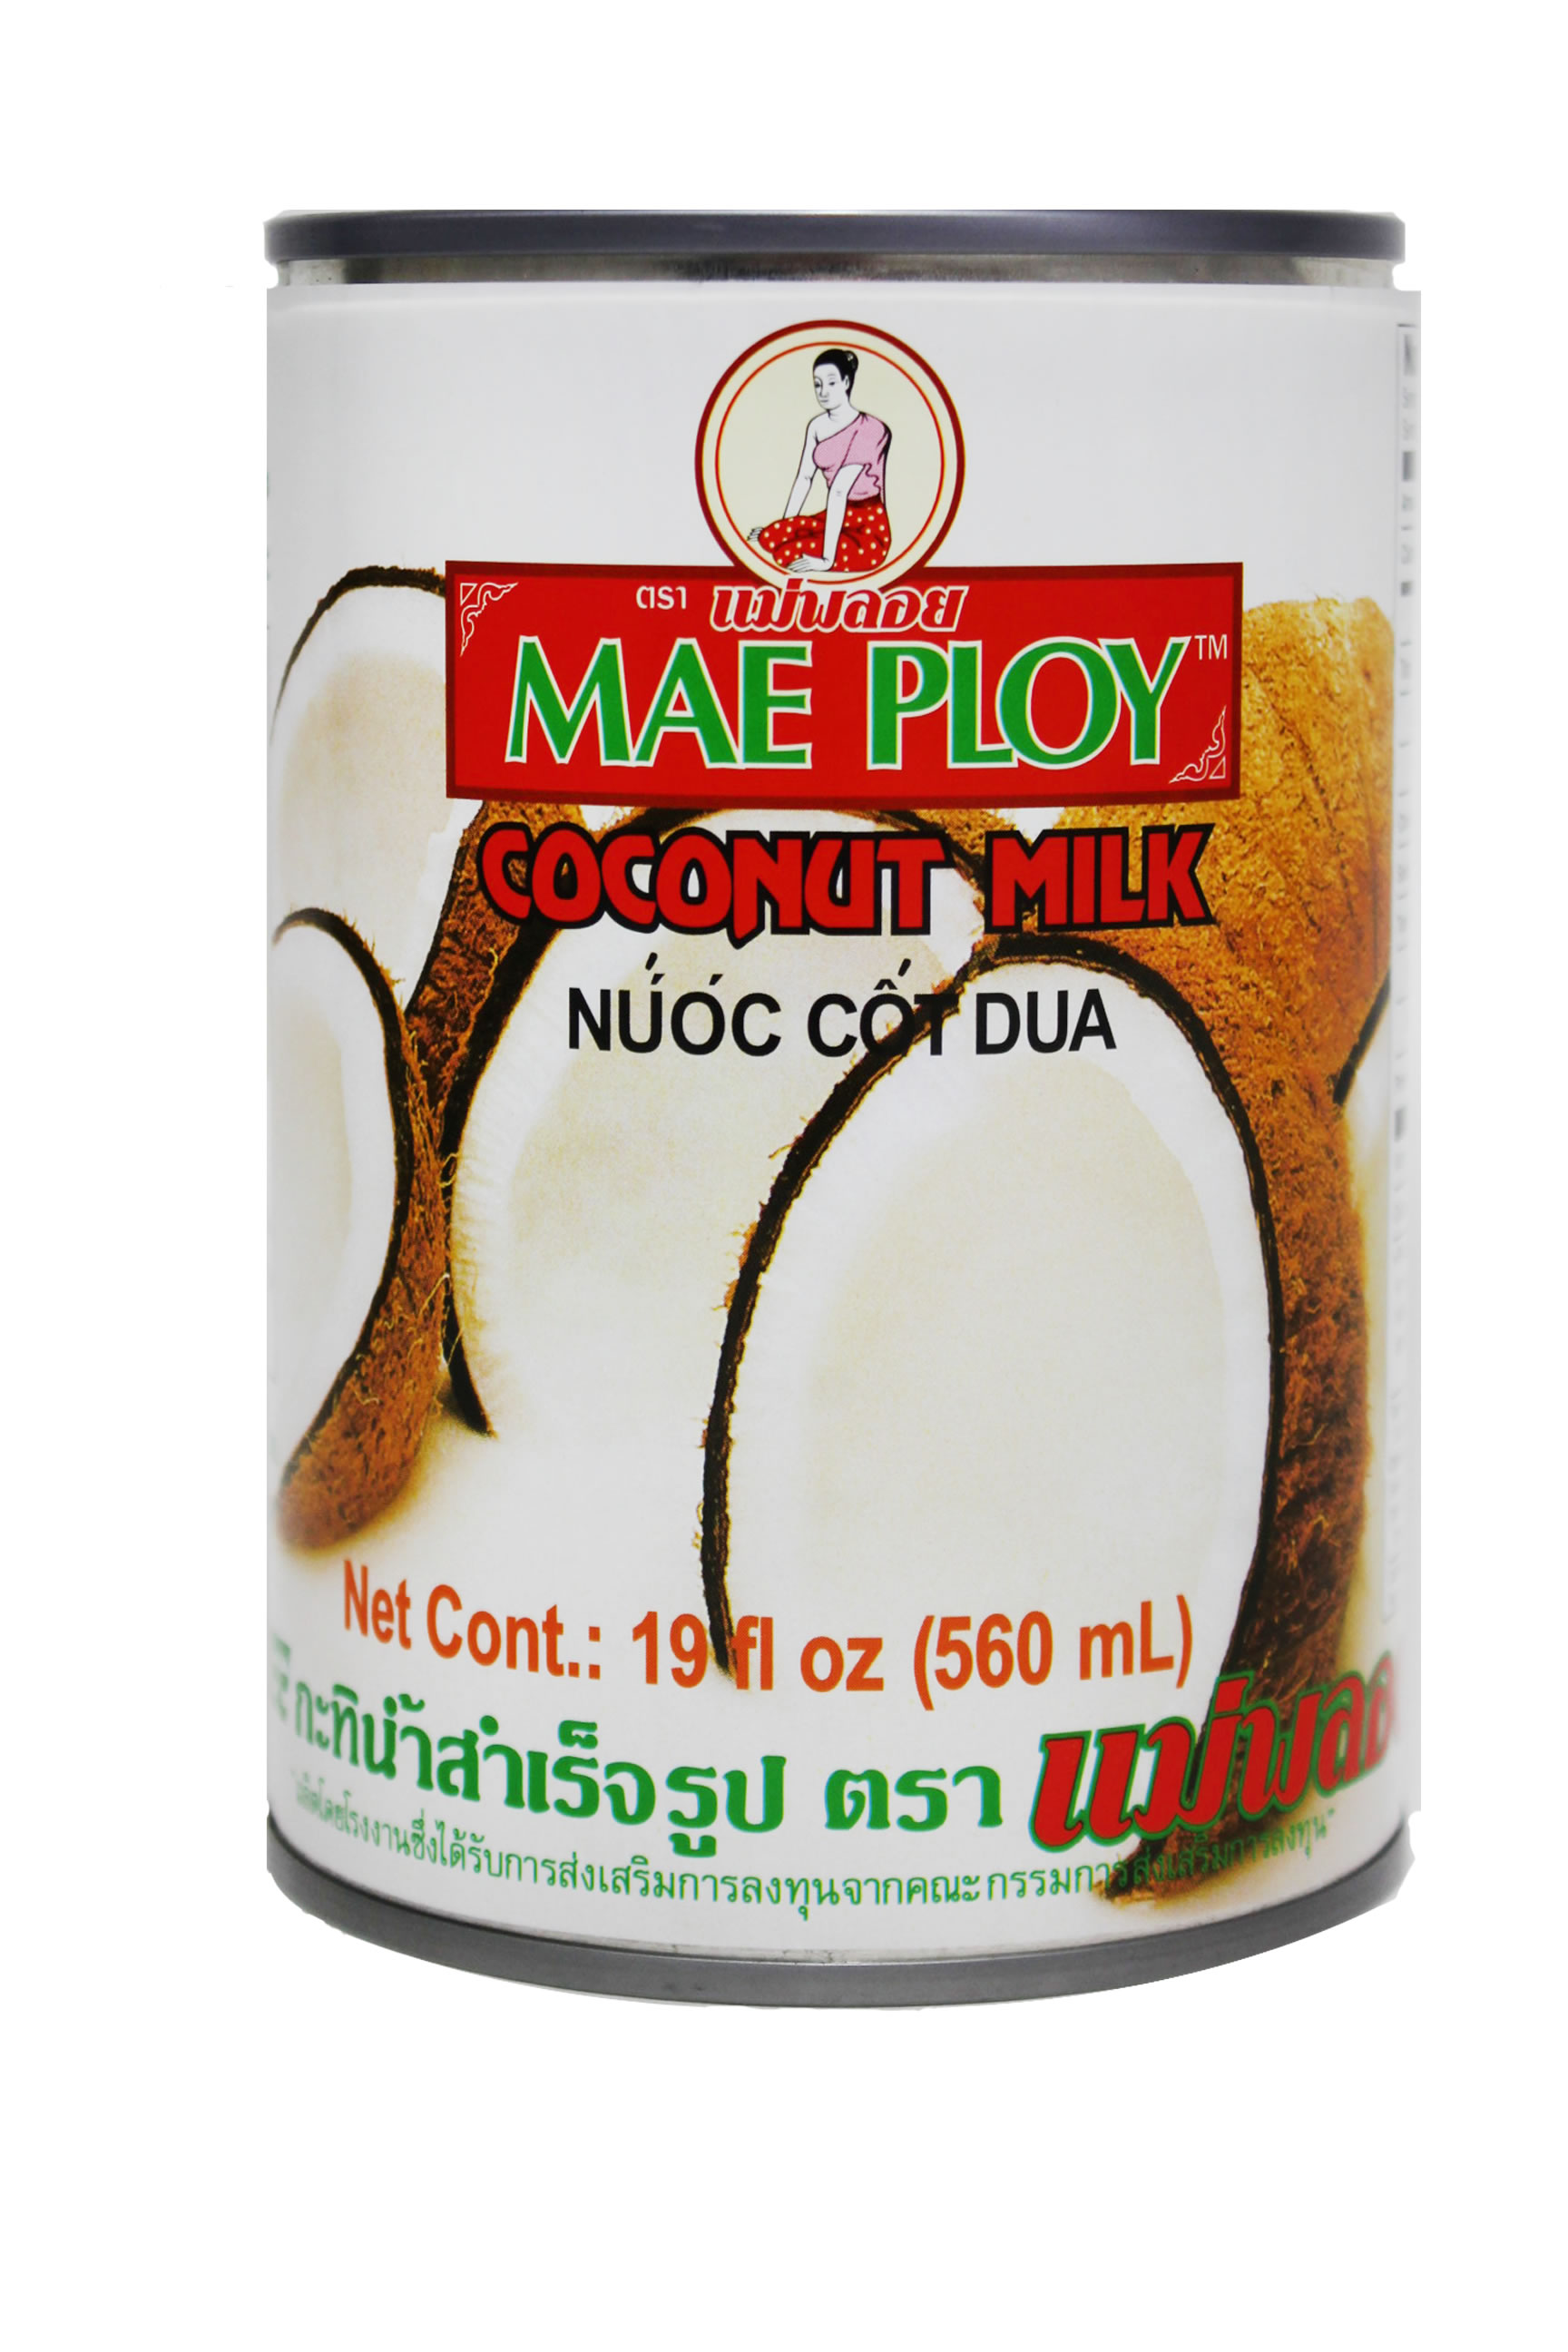 ตรา แม่พลอย
MAE PLOY™
COCONUT MILK
NƯỚC CỐT DUA
Net Cont.: 19 fl oz (560 mL)
กะทิน้ำสำเร็จรูป ตรา แม่พลอ
ผลิตโดยโรงงานซึ่งได้รับการส่งเสริมการลงทุนจากคณะกรรมการส่งเสริมการลงทุน"